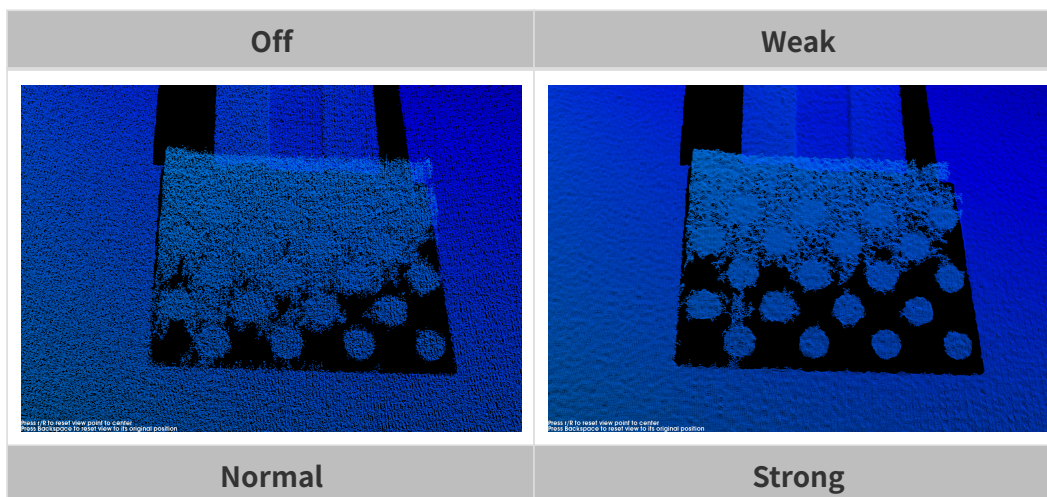 Off
Weak
Press r/R to reset view point to center
Press Backspace to reset view to its original position
Press r/R to reset view point to center
Press Backspace to reset view to its original position
Normal
Strong